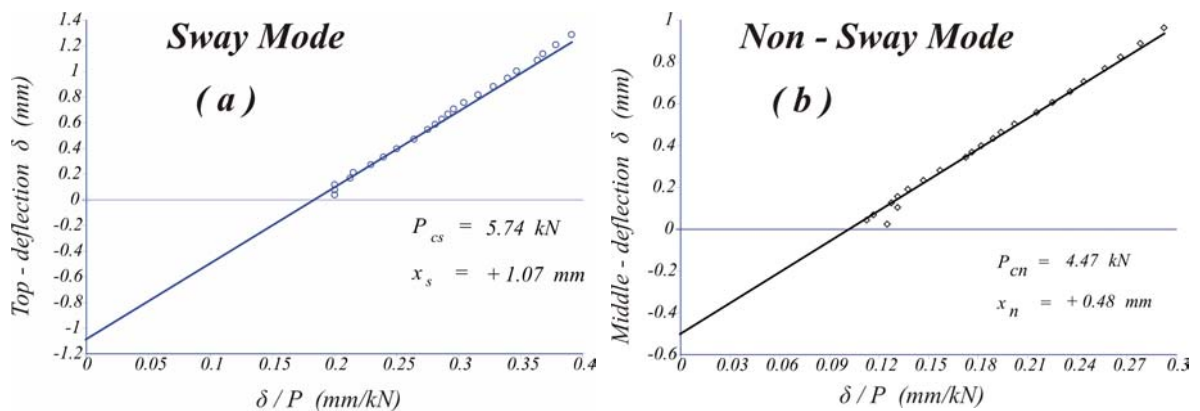 Sway Mode
( a )
1.4
1.2
1
0.8
0.6
0.4
0.2
0
-0.2
-0.4
-0.6
-0.8
-1
-1.2
Top - deflection δ (mm)
P cs = 5.74 kN
x s = + 1.07 mm
0 0.05 0.1 0.15 0.2 0.25 0.3 0.35 0.4
δ / P (mm/kN)
Non - Sway Mode
( b )
1
0.8
0.6
0.4
0.2
0
-0.2
-0.4
-0.6
Middle - deflection δ (mm)
P cn = 4.47 kN
x n = + 0.48 mm
0 0.03 0.06 0.09 0.12 0.15 0.18 0.21 0.24 0.27 0.3
δ / P (mm/kN)